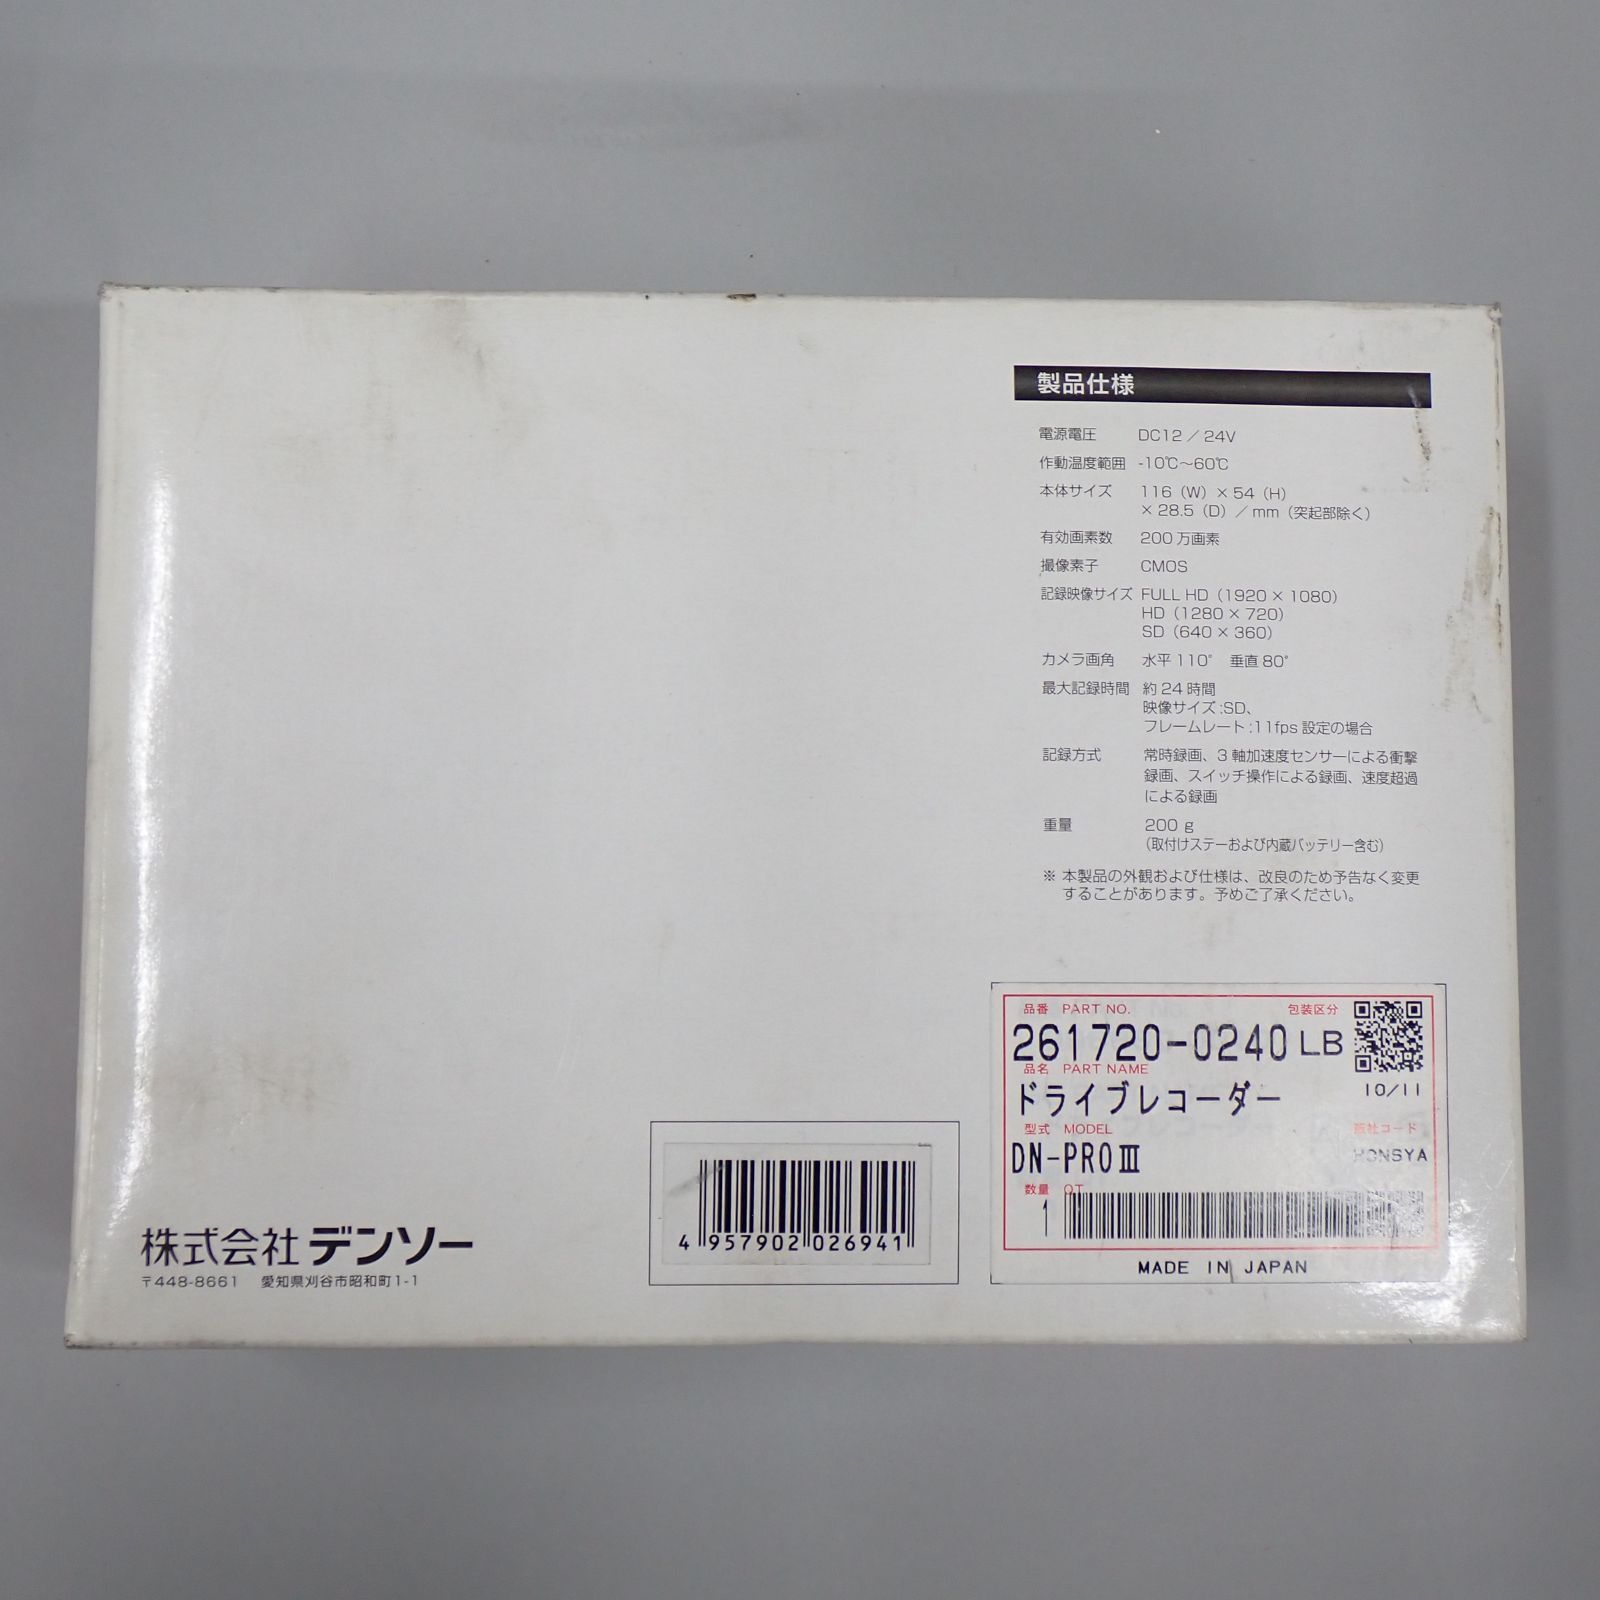 製品仕様
電源電圧 DC12 ／ 24V
作動温度範囲 -10℃～60℃
本体サイズ 116（W）× 54（H）
× 28.5（D）／ mm（突起部除く）
有効画素数 200 万画素
撮像素子 CMOS
記録映像サイズ FULL HD（1920 × 1080）
HD（1280 × 720）
SD（640 × 360）
カメラ画角 水平 110° 垂直 80°
最大記録時間 約 24 時間
映像サイズ :SD、
フレームレート :11fps 設定の場合
記録方式 常時録画、3 軸加速度センサーによる衝撃
録画、スイッチ操作による録画、速度超過
による録画
重量 200 g
（取付けステーおよび内蔵バッテリー含む）
※ 本製品の外観および仕様は、改良のため予告なく変更
することがあります。予めご了承ください。
品番 PART NO. 包装区分
261720-0240 LB
品名 PART NAME
ドライブレコーダー 10/11
型式 MODEL 販社コード
DN-PROⅢ HONSYA
数量 QT
1
MADE IN JAPAN
4 957902 026941
株式会社 デンソー
〒448-8661 愛知県刈谷市昭和町1-1